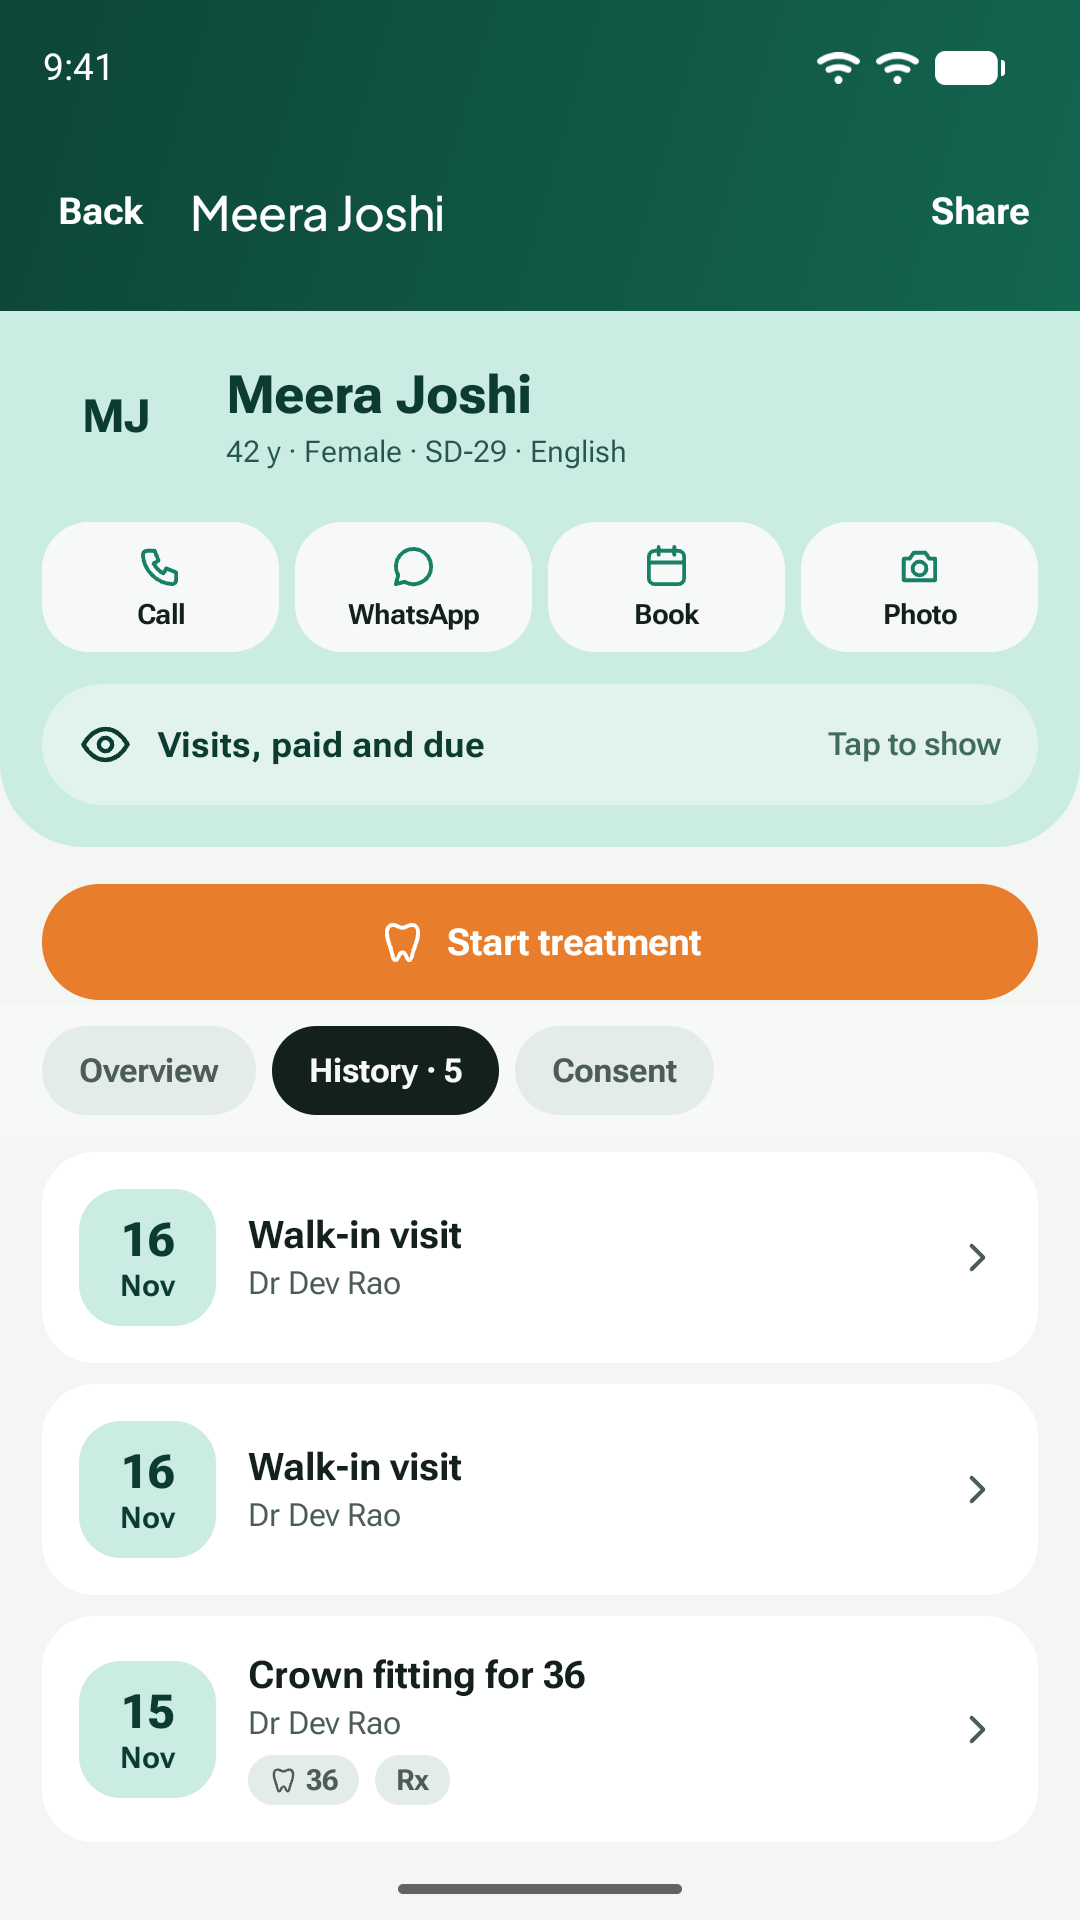 9:41
Back Meera Joshi Share
MJ
Meera Joshi
42 y · Female · SD-29 · English
Call WhatsApp Book Photo
Visits, paid and due Tap to show
Start treatment
Overview History · 5 Consent
16 Nov
Walk-in visit
Dr Dev Rao
16 Nov
Walk-in visit
Dr Dev Rao
15 Nov
Crown fitting for 36
Dr Dev Rao
36 Rx